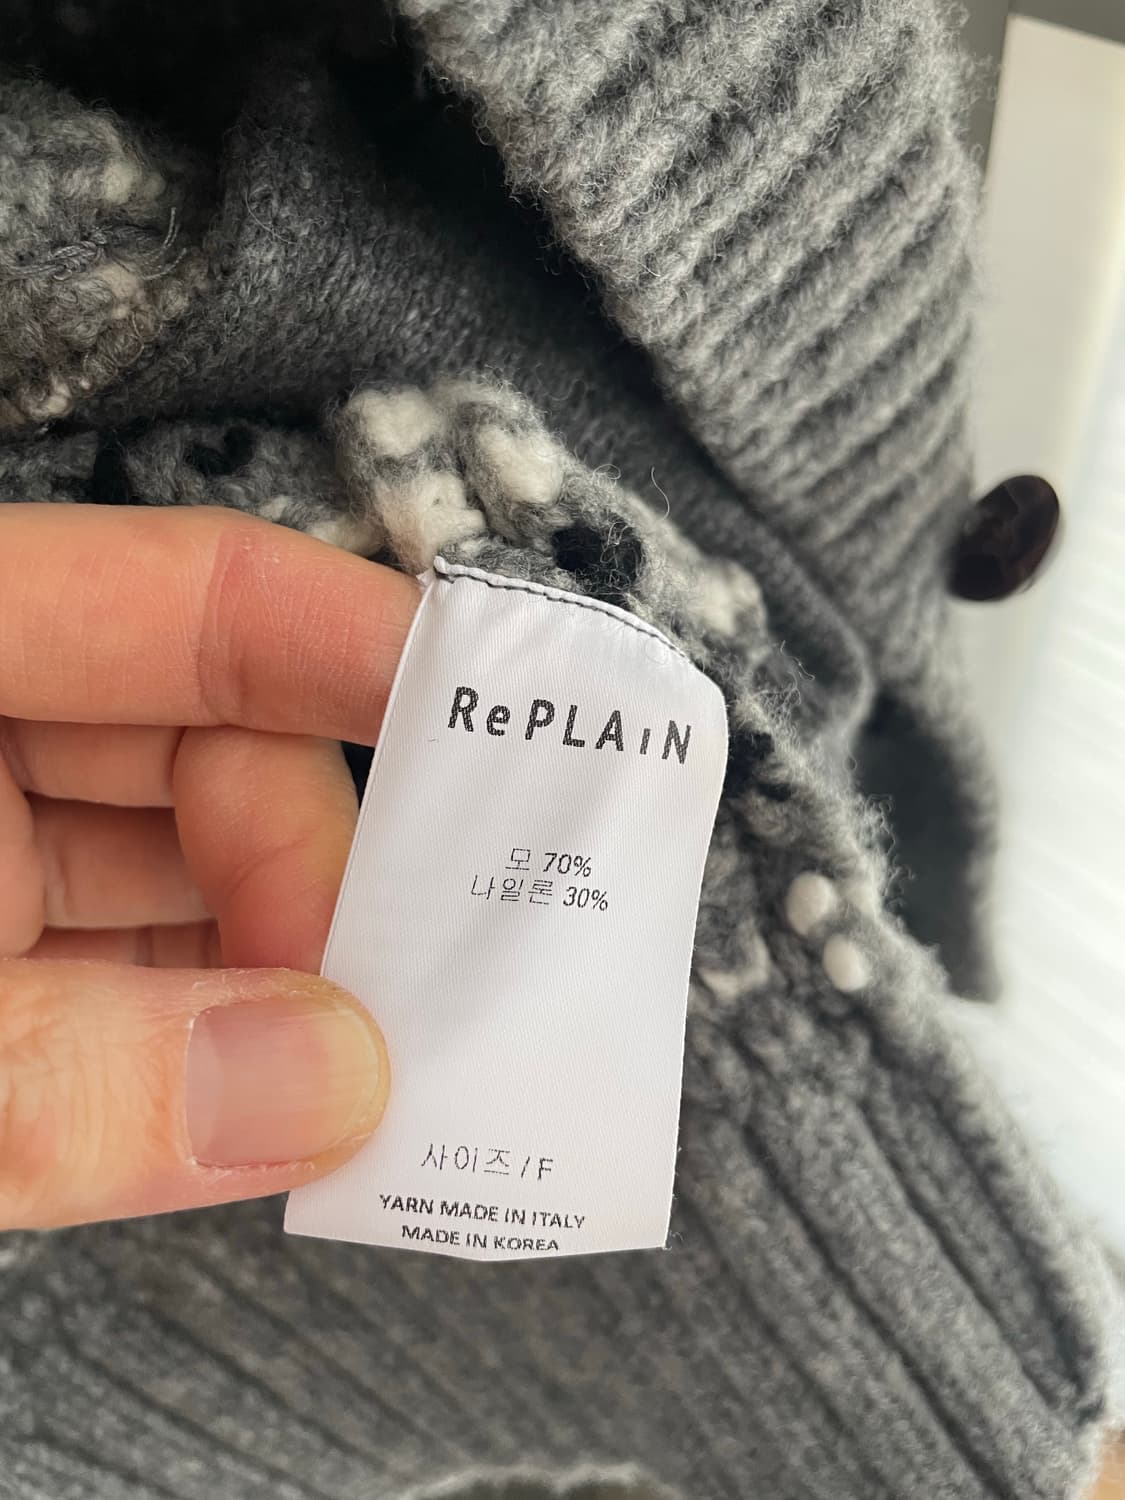 RePLAiN
모 70%
나일론 30%
사이즈 / F
YARN MADE IN ITALY
MADE IN KOREA